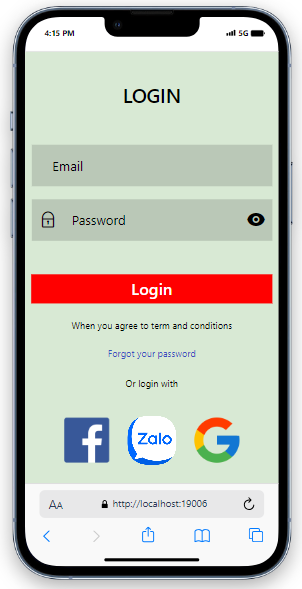 4:15 PM 5G
LOGIN
Email
Password
Login
When you agree to term and conditions
Forgot your password
Or login with
f Zalo G
AA http://localhost:19006